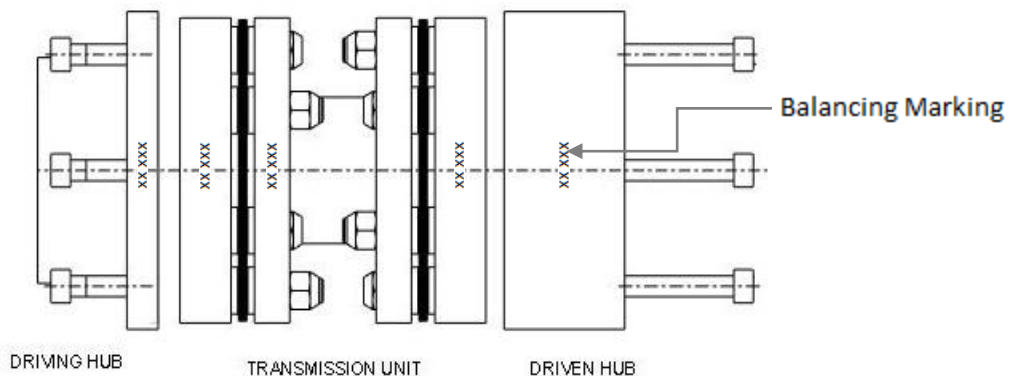 Balancing Marking
XX XXX
XX XXX
XX XXX
XX XXX
XX XXX
DRIVING HUB
TRANSMISSION UNIT
DRIVEN HUB